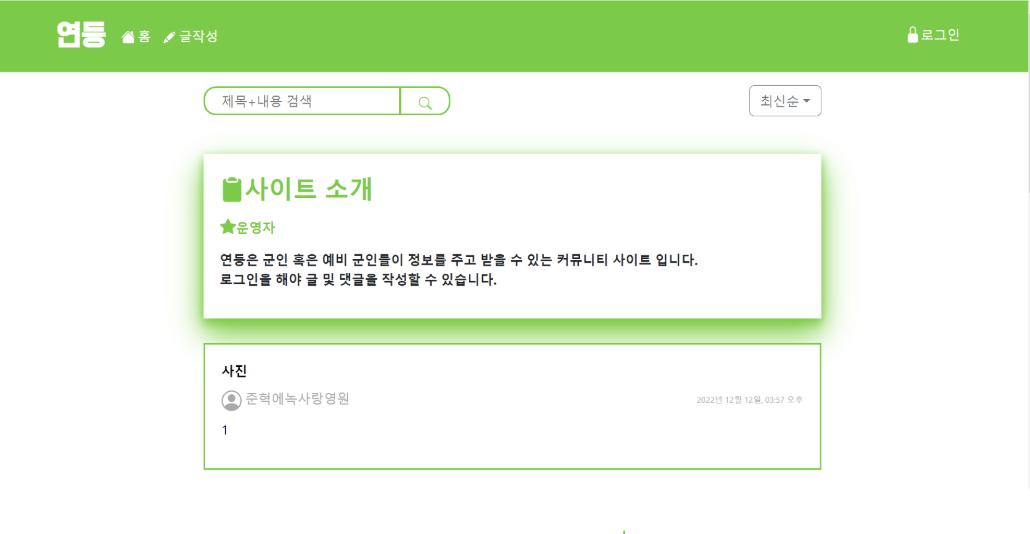 연등 홈 글작성 로그인
제목+내용 검색 최신순
사이트 소개
운영자
연등은 군인 혹은 예비 군인들이 정보를 주고 받을 수 있는 커뮤니티 사이트 입니다.
로그인을 해야 글 및 댓글을 작성할 수 있습니다.
사진
준혁에녹사랑영원 2022년 12월 12일, 03:57 오후
1